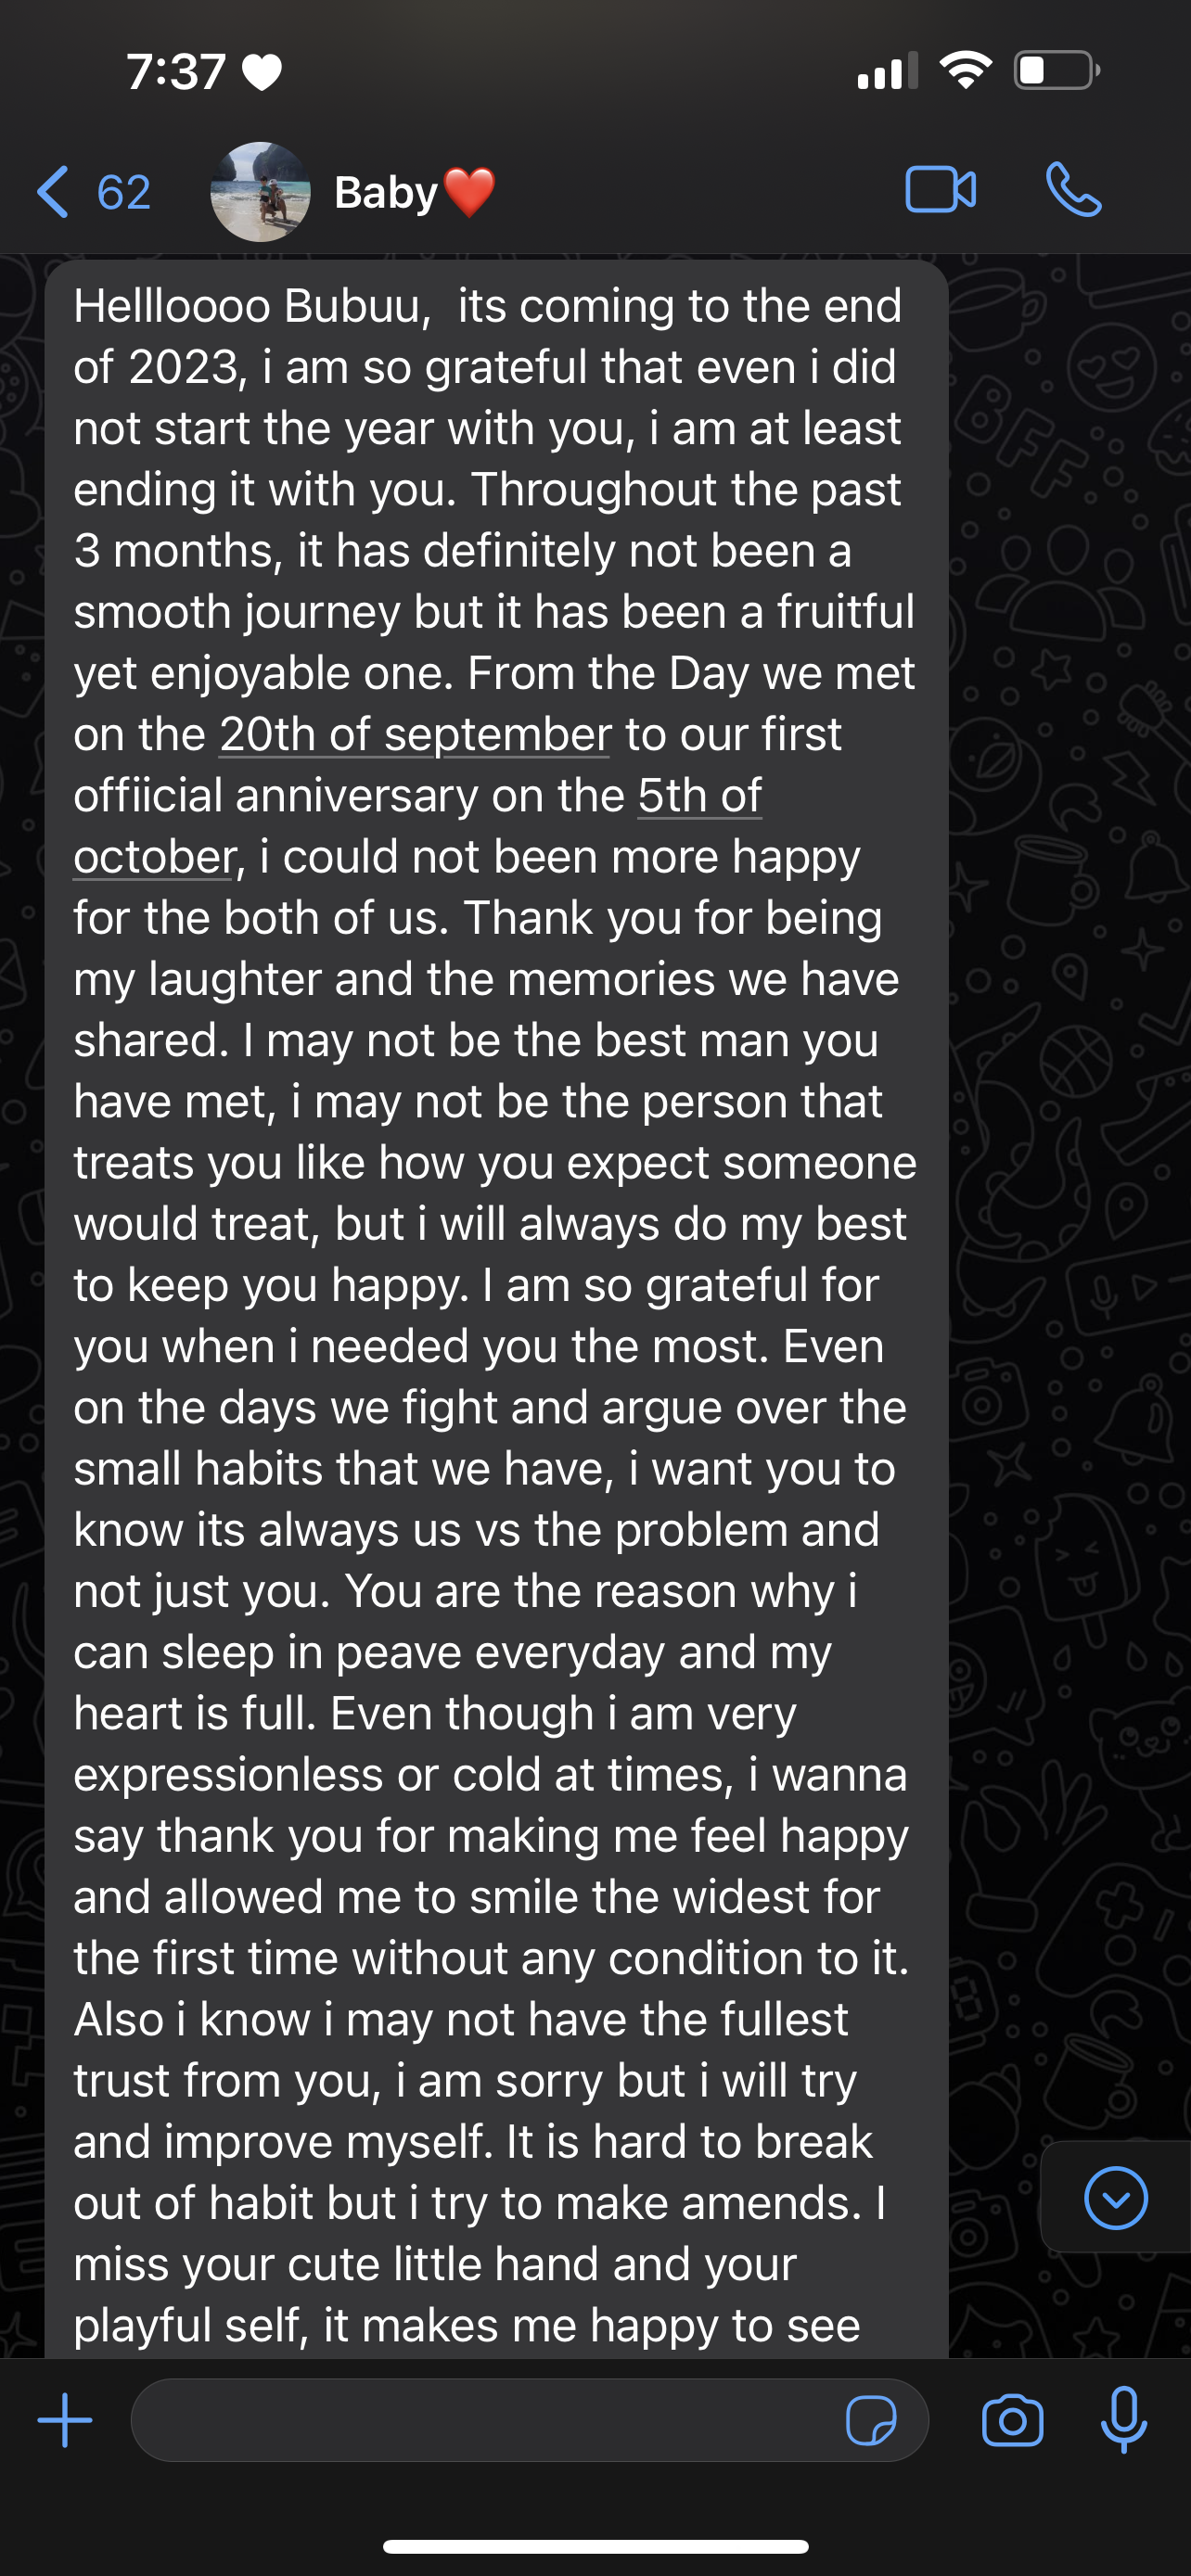 7:37
62
Baby❤️
Hellloooo Bubuu,  its coming to the end
of 2023, i am so grateful that even i did
not start the year with you, i am at least
ending it with you. Throughout the past
3 months, it has definitely not been a
smooth journey but it has been a fruitful
yet enjoyable one. From the Day we met
on the 20th of september to our first
offiicial anniversary on the 5th of
october, i could not been more happy
for the both of us. Thank you for being
my laughter and the memories we have
shared. I may not be the best man you
have met, i may not be the person that
treats you like how you expect someone
would treat, but i will always do my best
to keep you happy. I am so grateful for
you when i needed you the most. Even
on the days we fight and argue over the
small habits that we have, i want you to
know its always us vs the problem and
not just you. You are the reason why i
can sleep in peave everyday and my
heart is full. Even though i am very
expressionless or cold at times, i wanna
say thank you for making me feel happy
and allowed me to smile the widest for
the first time without any condition to it.
Also i know i may not have the fullest
trust from you, i am sorry but i will try
and improve myself. It is hard to break
out of habit but i try to make amends. I
miss your cute little hand and your
playful self, it makes me happy to see
BFF